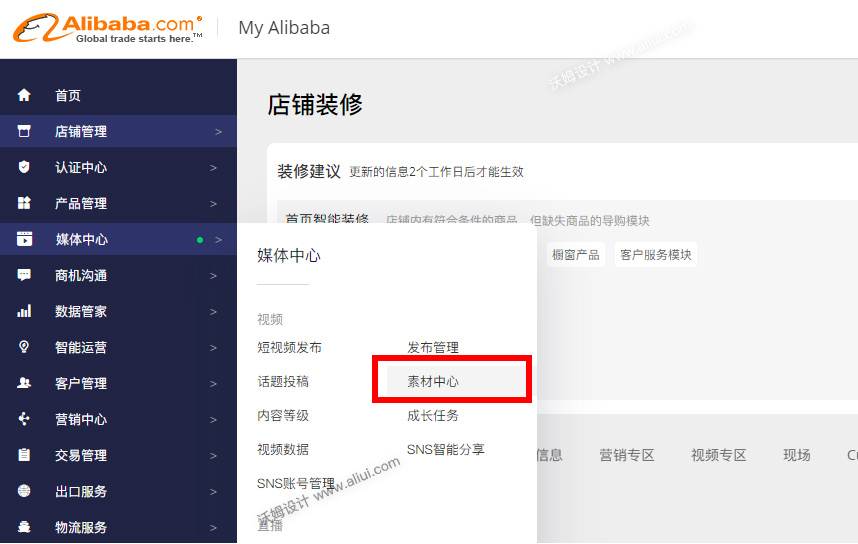 Alibaba.com
Global trade starts here.™
My Alibaba
沃姆设计 www.aliui.com
首页
店铺管理 >
认证中心 >
产品管理 >
媒体中心 >
商机沟通 >
数据管家 >
智能运营 >
客户管理 >
营销中心 >
交易管理 >
出口服务 >
物流服务 >
店铺装修
装修建议 更新的信息2个工作日后才能生效
首页智能装修 店铺内有符合条件的商品，但缺失商品的导购模块
橱窗产品 客户服务模块
媒体中心
视频
短视频发布 发布管理
话题投稿 素材中心
内容等级 成长任务
视频数据 SNS智能分享
SNS账号管理
直播
沃姆设计 www.aliui.com
信息 营销专区 视频专区 现场 Cu